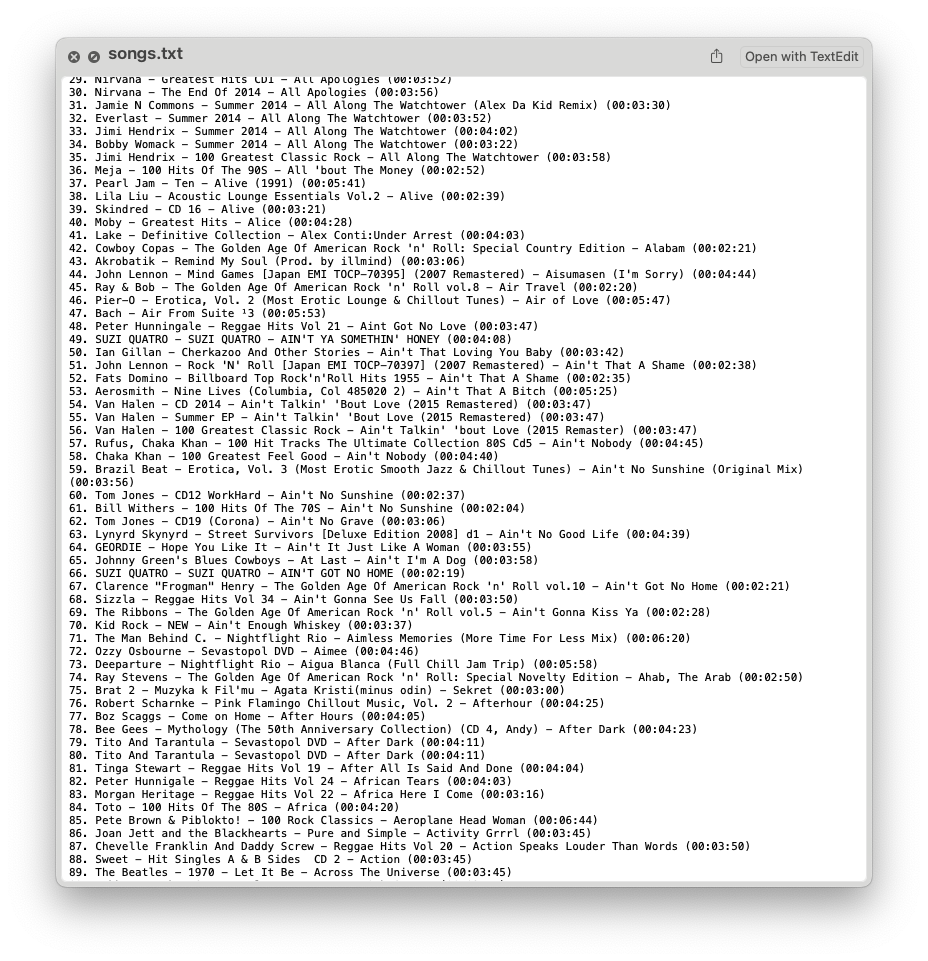 songs.txt
Open with TextEdit
29. Nirvana – Greatest Hits CD1 – All Apologies (00:03:52)
30. Nirvana – The End Of 2014 – All Apologies (00:03:56)
31. Jamie N Commons – Summer 2014 – All Along The Watchtower (Alex Da Kid Remix) (00:03:30)
32. Everlast – Summer 2014 – All Along The Watchtower (00:03:52)
33. Jimi Hendrix – Summer 2014 – All Along The Watchtower (00:04:02)
34. Bobby Womack – Summer 2014 – All Along The Watchtower (00:03:22)
35. Jimi Hendrix – 100 Greatest Classic Rock – All Along The Watchtower (00:03:58)
36. Meja – 100 Hits Of The 90S – All 'bout The Money (00:02:52)
37. Pearl Jam – Ten – Alive (1991) (00:05:41)
38. Lila Liu – Acoustic Lounge Essentials Vol.2 – Alive (00:02:39)
39. Skindred – CD 16 – Alive (00:03:21)
40. Moby – Greatest Hits – Alice (00:04:28)
41. Lake – Definitive Collection – Alex Conti:Under Arrest (00:04:03)
42. Cowboy Copas – The Golden Age Of American Rock 'n' Roll: Special Country Edition – Alabam (00:02:21)
43. Akrobatik – Remind My Soul (Prod. by illmind) (00:03:06)
44. John Lennon – Mind Games [Japan EMI TOCP–70395] (2007 Remastered) – Aisumasen (I'm Sorry) (00:04:44)
45. Ray & Bob – The Golden Age Of American Rock 'n' Roll vol.8 – Air Travel (00:02:20)
46. Pier–O – Erotica, Vol. 2 (Most Erotic Lounge & Chillout Tunes) – Air of Love (00:05:47)
47. Bach – Air From Suite ¹3 (00:05:53)
48. Peter Hunningale – Reggae Hits Vol 21 – Aint Got No Love (00:03:47)
49. SUZI QUATRO – SUZI QUATRO – AIN'T YA SOMETHIN' HONEY (00:04:08)
50. Ian Gillan – Cherkazoo And Other Stories – Ain't That Loving You Baby (00:03:42)
51. John Lennon – Rock 'N' Roll [Japan EMI TOCP–70397] (2007 Remastered) – Ain't That A Shame (00:02:38)
52. Fats Domino – Billboard Top Rock'n'Roll Hits 1955 – Ain't That A Shame (00:02:35)
53. Aerosmith – Nine Lives (Columbia, Col 485020 2) – Ain't That A Bitch (00:05:25)
54. Van Halen – CD 2014 – Ain't Talkin' 'Bout Love (2015 Remastered) (00:03:47)
55. Van Halen – Summer EP – Ain't Talkin' 'Bout Love (2015 Remastered) (00:03:47)
56. Van Halen – 100 Greatest Classic Rock – Ain't Talkin' 'bout Love (2015 Remaster) (00:03:47)
57. Rufus, Chaka Khan – 100 Hit Tracks The Ultimate Collection 80S Cd5 – Ain't Nobody (00:04:45)
58. Chaka Khan – 100 Greatest Feel Good – Ain't Nobody (00:04:40)
59. Brazil Beat – Erotica, Vol. 3 (Most Erotic Smooth Jazz & Chillout Tunes) – Ain't No Sunshine (Original Mix)
(00:03:56)
60. Tom Jones – CD12 WorkHard – Ain't No Sunshine (00:02:37)
61. Bill Withers – 100 Hits Of The 70S – Ain't No Sunshine (00:02:04)
62. Tom Jones – CD19 (Corona) – Ain't No Grave (00:03:06)
63. Lynyrd Skynyrd – Street Survivors [Deluxe Edition 2008] d1 – Ain't No Good Life (00:04:39)
64. GEORDIE – Hope You Like It – Ain't It Just Like A Woman (00:03:55)
65. Johnny Green's Blues Cowboys – At Last – Ain't I'm A Dog (00:03:58)
66. SUZI QUATRO – SUZI QUATRO – AIN'T GOT NO HOME (00:02:19)
67. Clarence "Frogman" Henry – The Golden Age Of American Rock 'n' Roll vol.10 – Ain't Got No Home (00:02:21)
68. Sizzla – Reggae Hits Vol 34 – Ain't Gonna See Us Fall (00:03:50)
69. The Ribbons – The Golden Age Of American Rock 'n' Roll vol.5 – Ain't Gonna Kiss Ya (00:02:28)
70. Kid Rock – NEW – Ain't Enough Whiskey (00:03:37)
71. The Man Behind C. – Nightflight Rio – Aimless Memories (More Time For Less Mix) (00:06:20)
72. Ozzy Osbourne – Sevastopol DVD – Aimee (00:04:46)
73. Deeparture – Nightflight Rio – Aigua Blanca (Full Chill Jam Trip) (00:05:58)
74. Ray Stevens – The Golden Age Of American Rock 'n' Roll: Special Novelty Edition – Ahab, The Arab (00:02:50)
75. Brat 2 – Muzyka k Fil'mu – Agata Kristi(minus odin) – Sekret (00:03:00)
76. Robert Scharnke – Pink Flamingo Chillout Music, Vol. 2 – Afterhour (00:04:25)
77. Boz Scaggs – Come on Home – After Hours (00:04:05)
78. Bee Gees – Mythology (The 50th Anniversary Collection) (CD 4, Andy) – After Dark (00:04:23)
79. Tito And Tarantula – Sevastopol DVD – After Dark (00:04:11)
80. Tito And Tarantula – Sevastopol DVD – After Dark (00:04:11)
81. Tinga Stewart – Reggae Hits Vol 19 – After All Is Said And Done (00:04:04)
82. Peter Hunnigale – Reggae Hits Vol 24 – African Tears (00:04:03)
83. Morgan Heritage – Reggae Hits Vol 22 – Africa Here I Come (00:03:16)
84. Toto – 100 Hits Of The 80S – Africa (00:04:20)
85. Pete Brown & Piblokto! – 100 Rock Classics – Aeroplane Head Woman (00:06:44)
86. Joan Jett and the Blackhearts – Pure and Simple – Activity Grrrl (00:03:45)
87. Chevelle Franklin And Daddy Screw – Reggae Hits Vol 20 – Action Speaks Louder Than Words (00:03:50)
88. Sweet – Hit Singles A & B Sides  CD 2 – Action (00:03:45)
89. The Beatles – 1970 – Let It Be – Across The Universe (00:03:45)